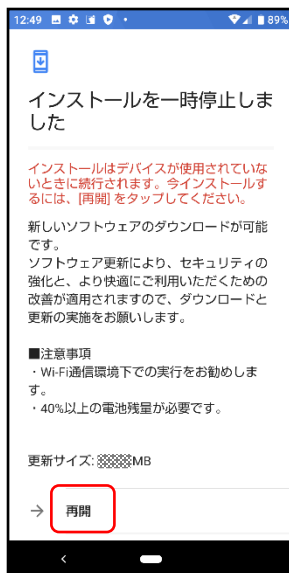 12:49 89%
インストールを一時停止しま
した
インストールはデバイスが使用されていな
いときに続行されます。今インストールす
るには、[再開] をタップしてください。
新しいソフトウェアのダウンロードが可能
です。
ソフトウェア更新により、セキュリティの
強化と、より快適にご利用いただくための
改善が適用されますので、ダウンロードと
更新の実施をお願いします。
■注意事項
・Wi-Fi通信環境下での実行をお勧めしま
す。
・40%以上の電池残量が必要です。
更新サイズ: MB
再開